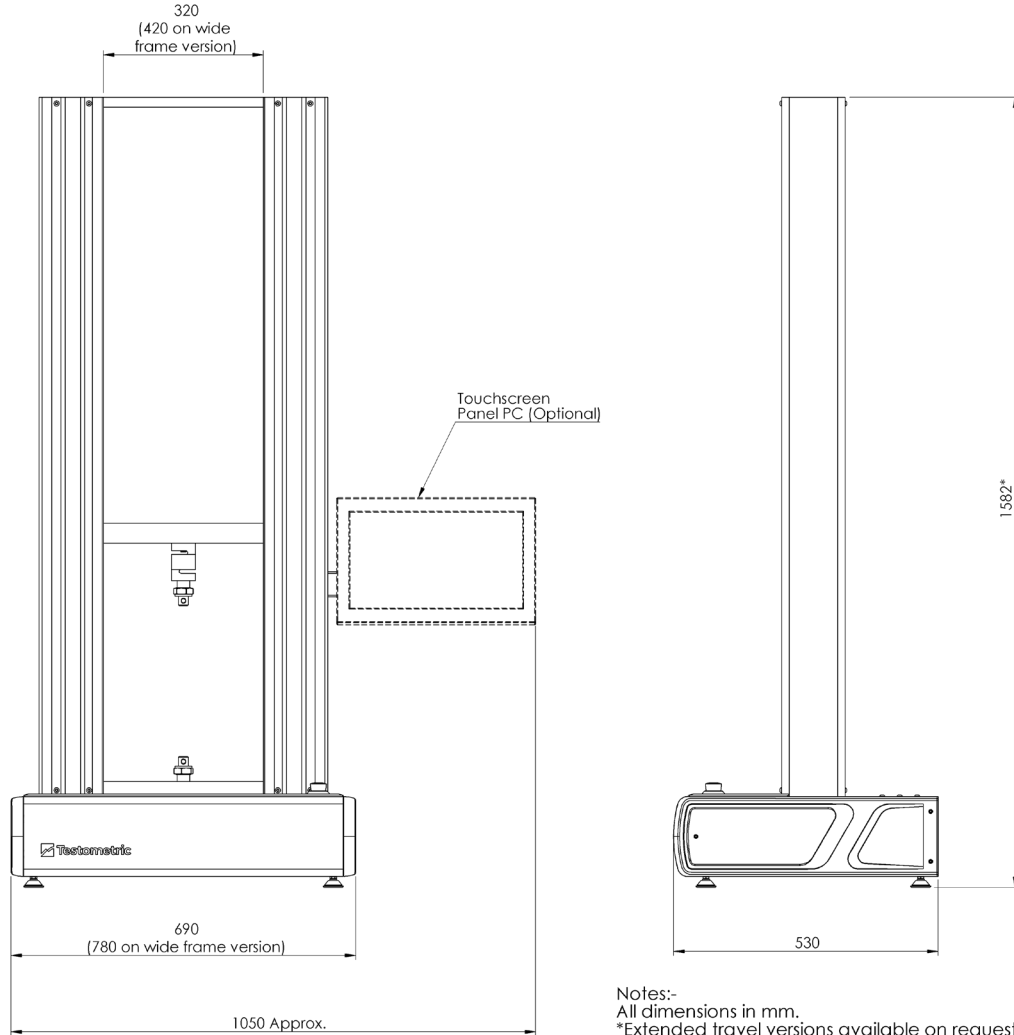 320
(420 on wide
frame version)
Touchscreen
Panel PC (Optional)
1582*
Testometric
690
(780 on wide frame version)
530
1050 Approx.
Notes:-
All dimensions in mm.
*Extended travel versions available on request